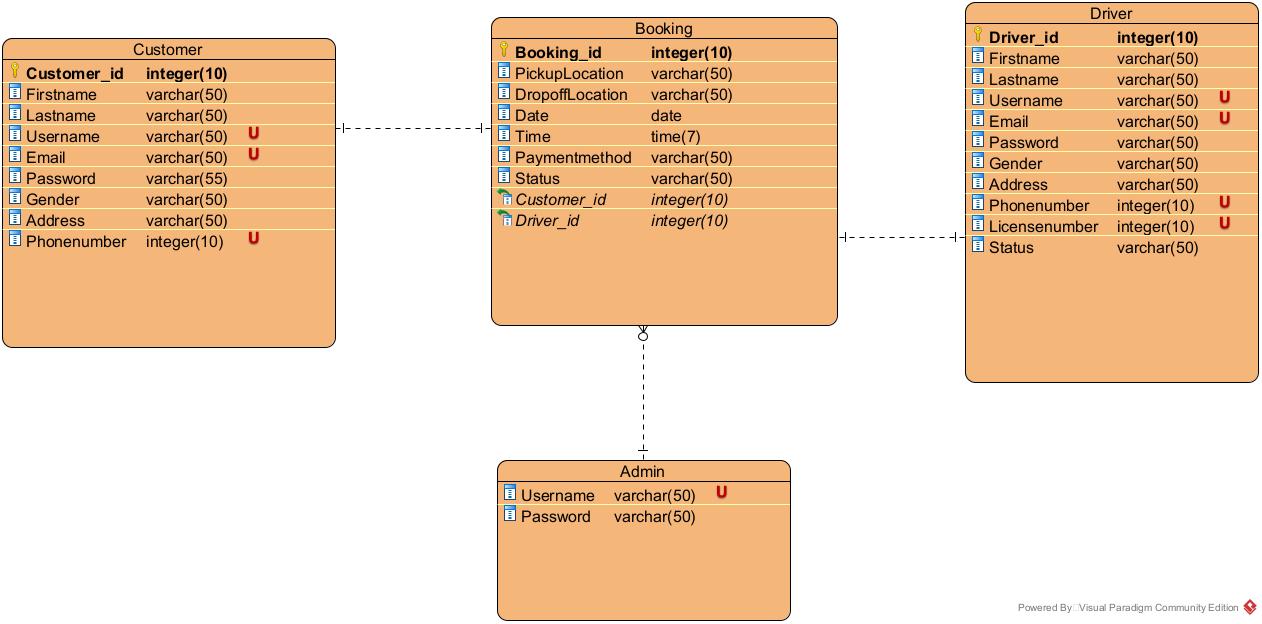 Customer
Customer_id integer(10)
Firstname varchar(50)
Lastname varchar(50)
Username varchar(50) U
Email varchar(50) U
Password varchar(55)
Gender varchar(50)
Address varchar(50)
Phonenumber integer(10) U
Booking
Booking_id integer(10)
PickupLocation varchar(50)
DropoffLocation varchar(50)
Date date
Time time(7)
Paymentmethod varchar(50)
Status varchar(50)
Customer_id integer(10)
Driver_id integer(10)
Driver
Driver_id integer(10)
Firstname varchar(50)
Lastname varchar(50)
Username varchar(50) U
Email varchar(50) U
Password varchar(50)
Gender varchar(50)
Address varchar(50)
Phonenumber integer(10) U
Licensenumber integer(10) U
Status varchar(50)
Admin
Username varchar(50) U
Password varchar(50)
Powered By Visual Paradigm Community Edition